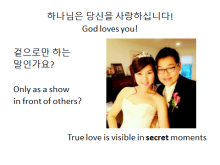 하나님은 당신을 사랑하십니다!
God loves you!
겉으로만 하는
말인가요?
Only as a show
in front of others?
True love is visible in secret moments